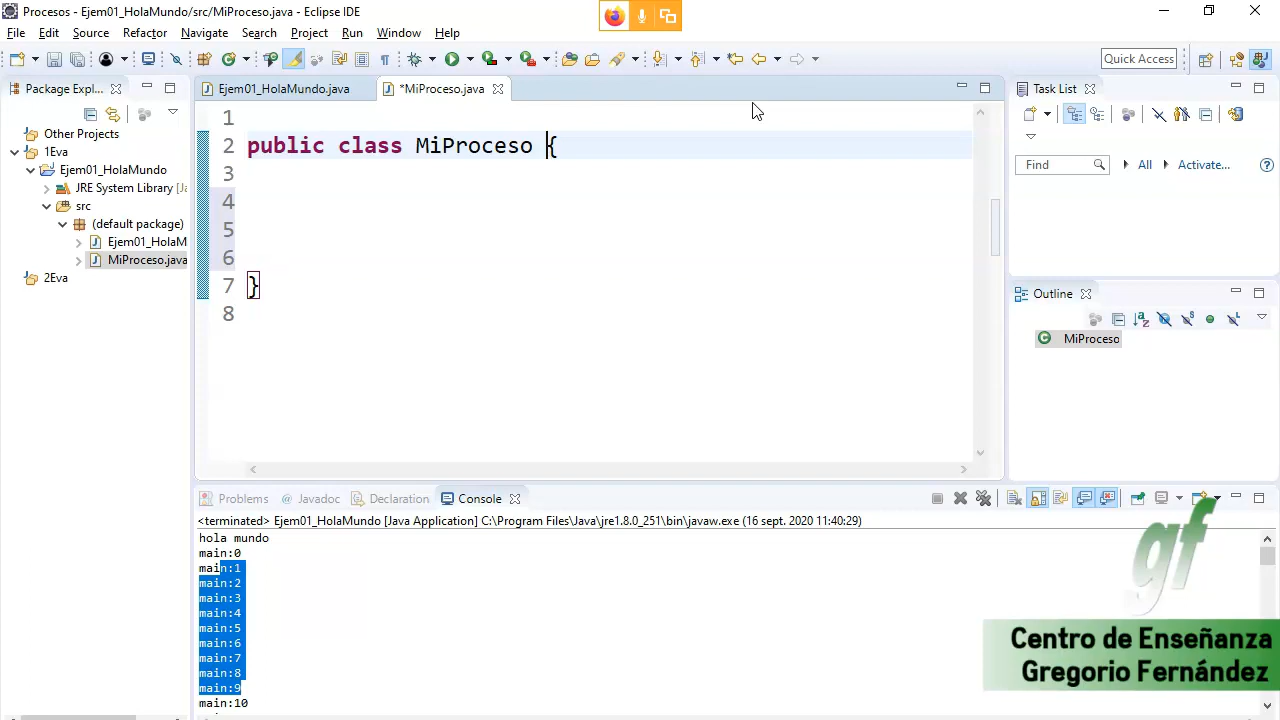 Procesos - Ejem01_HolaMundo/src/MiProceso.java - Eclipse IDE
File Edit Source Refactor Navigate Search Project Run Window Help
Quick Access
Package Expl...
Other Projects
1Eva
Ejem01_HolaMundo
JRE System Library [Ja
src
(default package)
Ejem01_HolaM
MiProceso.java
2Eva
Ejem01_HolaMundo.java
*MiProceso.java
1
2 public class MiProceso {
3
4
5
6
7 }
8
Task List
Find
All
Activate...
Outline
MiProceso
Problems Javadoc Declaration Console
<terminated> Ejem01_HolaMundo [Java Application] C:\Program Files\Java\jre1.8.0_251\bin\javaw.exe (16 sept. 2020 11:40:29)
hola mundo
main:0
main:1
main:2
main:3
main:4
main:5
main:6
main:7
main:8
main:9
main:10
gf
Centro de Enseñanza
Gregorio Fernández